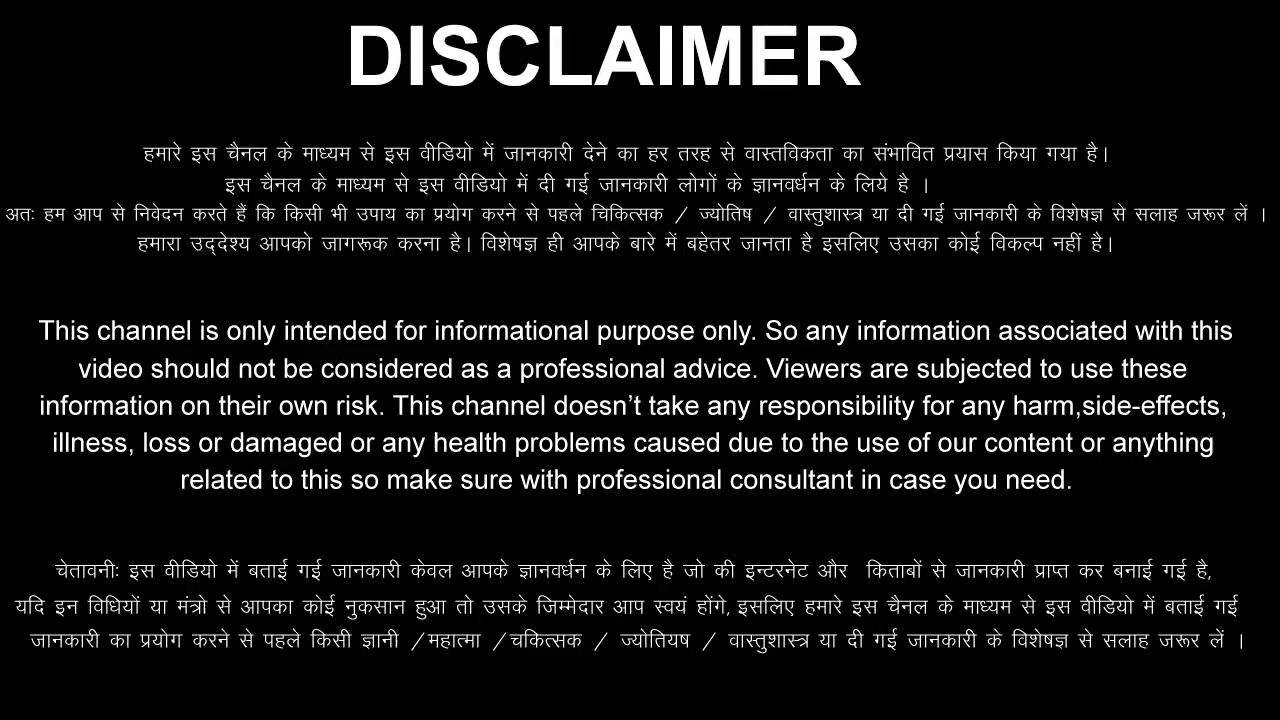 DISCLAIMER
हमारे इस चैनल के माध्यम से इस वीडियो में जानकारी देने का हर तरह से वास्तविकता का संभावित प्रयास किया गया है।
इस चैनल के माध्यम से इस वीडियो में दी गई जानकारी लोगों के ज्ञानवर्धन के लिये है ।
अतः हम आप से निवेदन करते हैं कि किसी भी उपाय का प्रयोग करने से पहले चिकित्सक / ज्योतिष / वास्तुशास्त्र या दी गई जानकारी के विशेषज्ञ से सलाह जरूर लें ।
हमारा उद्देश्य आपको जागरूक करना है। विशेषज्ञ ही आपके बारे में बहेतर जानता है इसलिए उसका कोई विकल्प नहीं है।
This channel is only intended for informational purpose only. So any information associated with this
video should not be considered as a professional advice. Viewers are subjected to use these
information on their own risk. This channel doesn’t take any responsibility for any harm,side-effects,
illness, loss or damaged or any health problems caused due to the use of our content or anything
related to this so make sure with professional consultant in case you need.
चेतावनीः इस वीडियो में बताई गई जानकारी केवल आपके ज्ञानवर्धन के लिए है जो की इन्टरनेट और किताबों से जानकारी प्राप्त कर बनाई गई है,
यदि इन विधियों या मंत्रो से आपका कोई नुकसान हुआ तो उसके जिम्मेदार आप स्वयं होंगे, इसलिए हमारे इस चैनल के माध्यम से इस वीडियो में बताई गई
जानकारी का प्रयोग करने से पहले किसी ज्ञानी /महात्मा /चकित्सक / ज्योतियष / वास्तुशास्त्र या दी गई जानकारी के विशेषज्ञ से सलाह जरूर लें ।